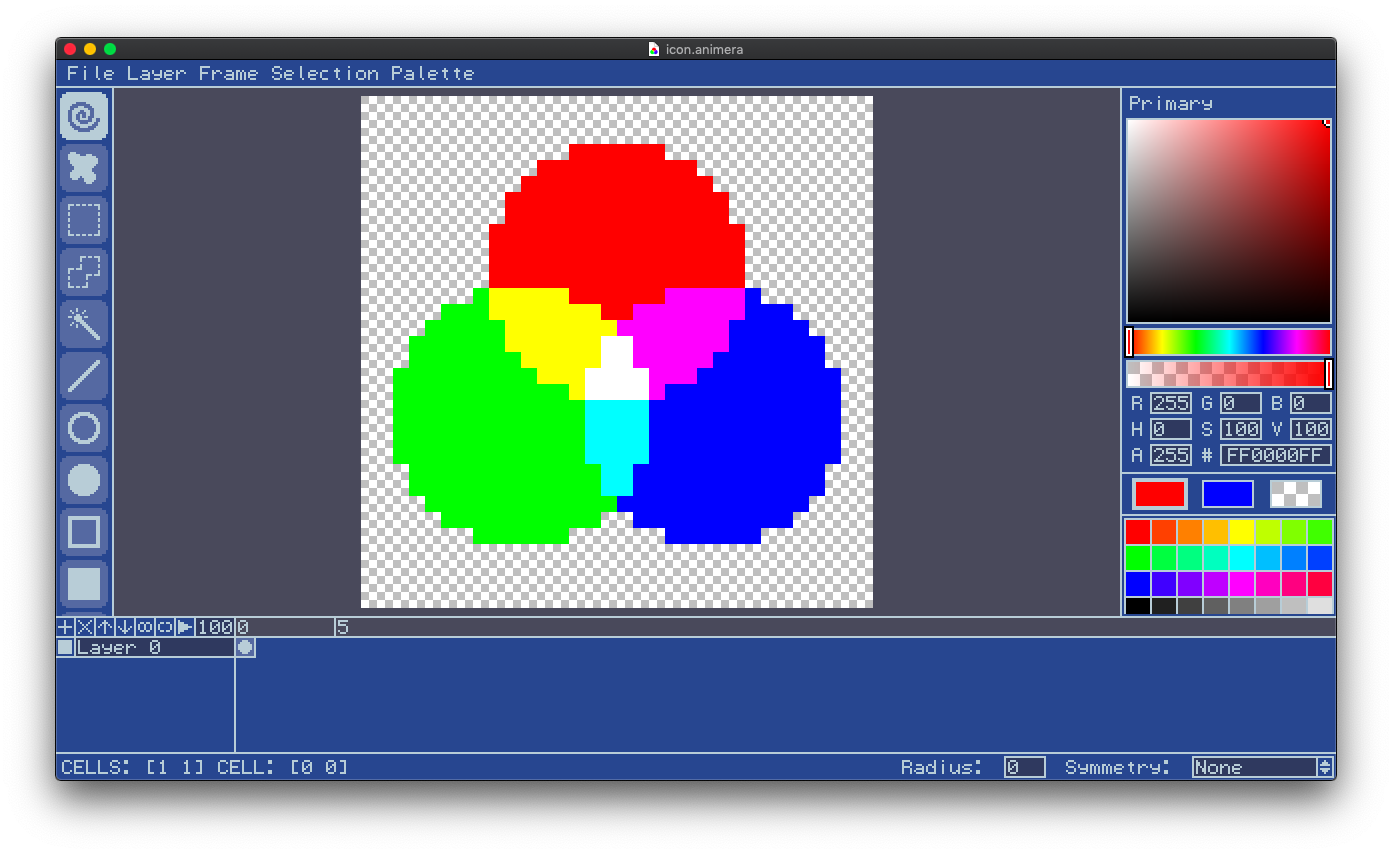 icon.animera
File Layer Frame Selection Palette
Primary
R 255 G 0 B 0
H 0 S 100 V 100
A 255 # FF0000FF
100 0 5
Layer 0
CELLS: [1 1] CELL: [0 0] Radius: 0 Symmetry: None